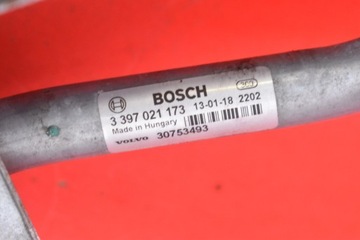 BOSCH
3 397 021 173 13-01-18 2202
Made in Hungary
VOLVO 30753493